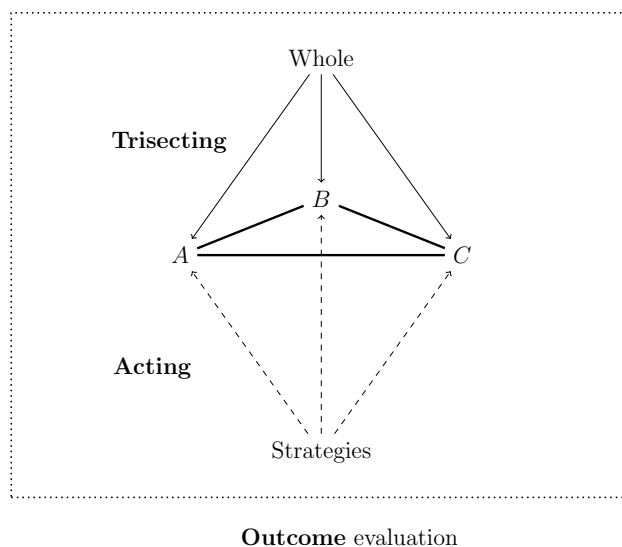 Whole
Trisecting
B
A
C
Acting
Strategies
Outcome evaluation